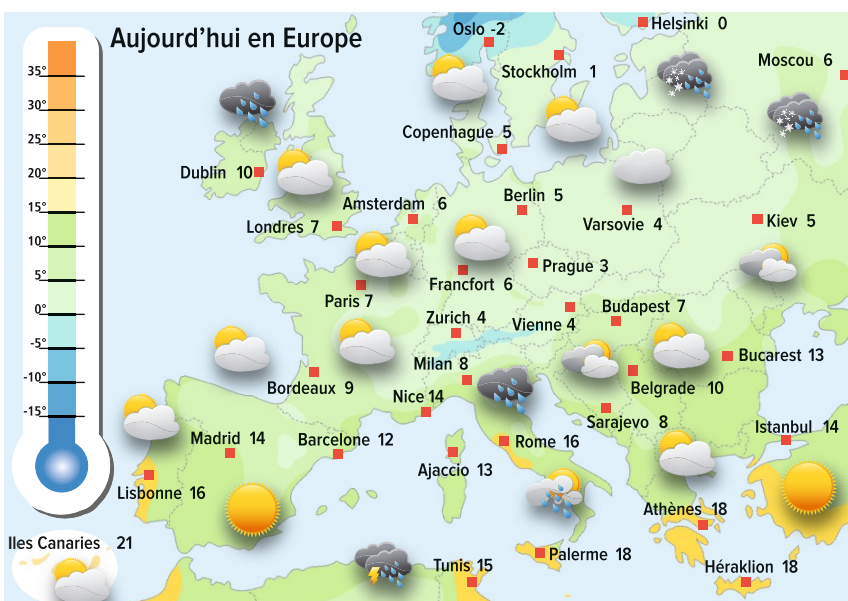 Aujourd'hui en Europe
35°
30°
25°
20°
15°
10°
5°
0°
-5°
-10°
-15°
Oslo -2
Helsinki 0
Stockholm 1
Moscou 6
Copenhague 5
Dublin 10
Amsterdam 6
Berlin 5
Londres 7
Varsovie 4
Kiev 5
Prague 3
Francfort 6
Paris 7
Zurich 4
Vienne 4
Budapest 7
Milan 8
Bucarest 13
Bordeaux 9
Nice 14
Belgrade 10
Sarajevo 8
Istanbul 14
Madrid 14
Barcelone 12
Rome 16
Ajaccio 13
Lisbonne 16
Athènes 18
Iles Canaries 21
Tunis 15
Palerme 18
Héraklion 18